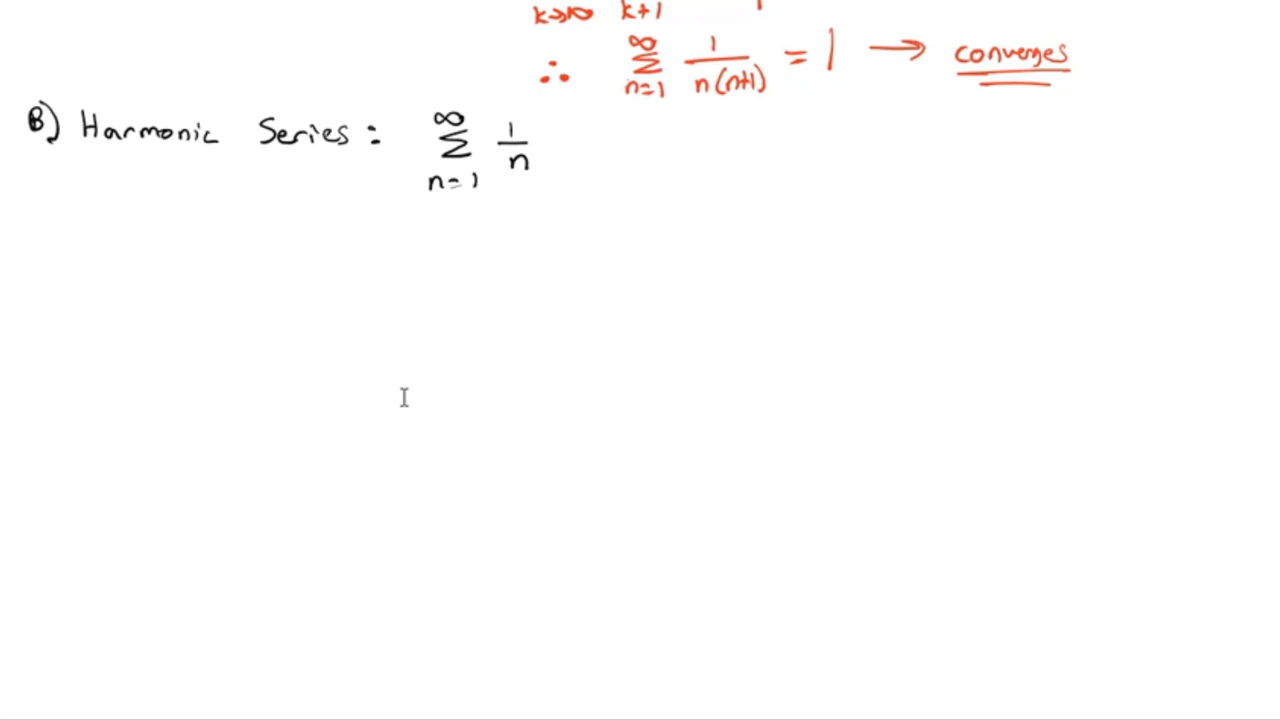 k→∞ k+1
∴ ∞ Σ n=1 1/n(n+1) = 1 → converges
B) Harmonic Series: ∞ Σ n=1 1/n